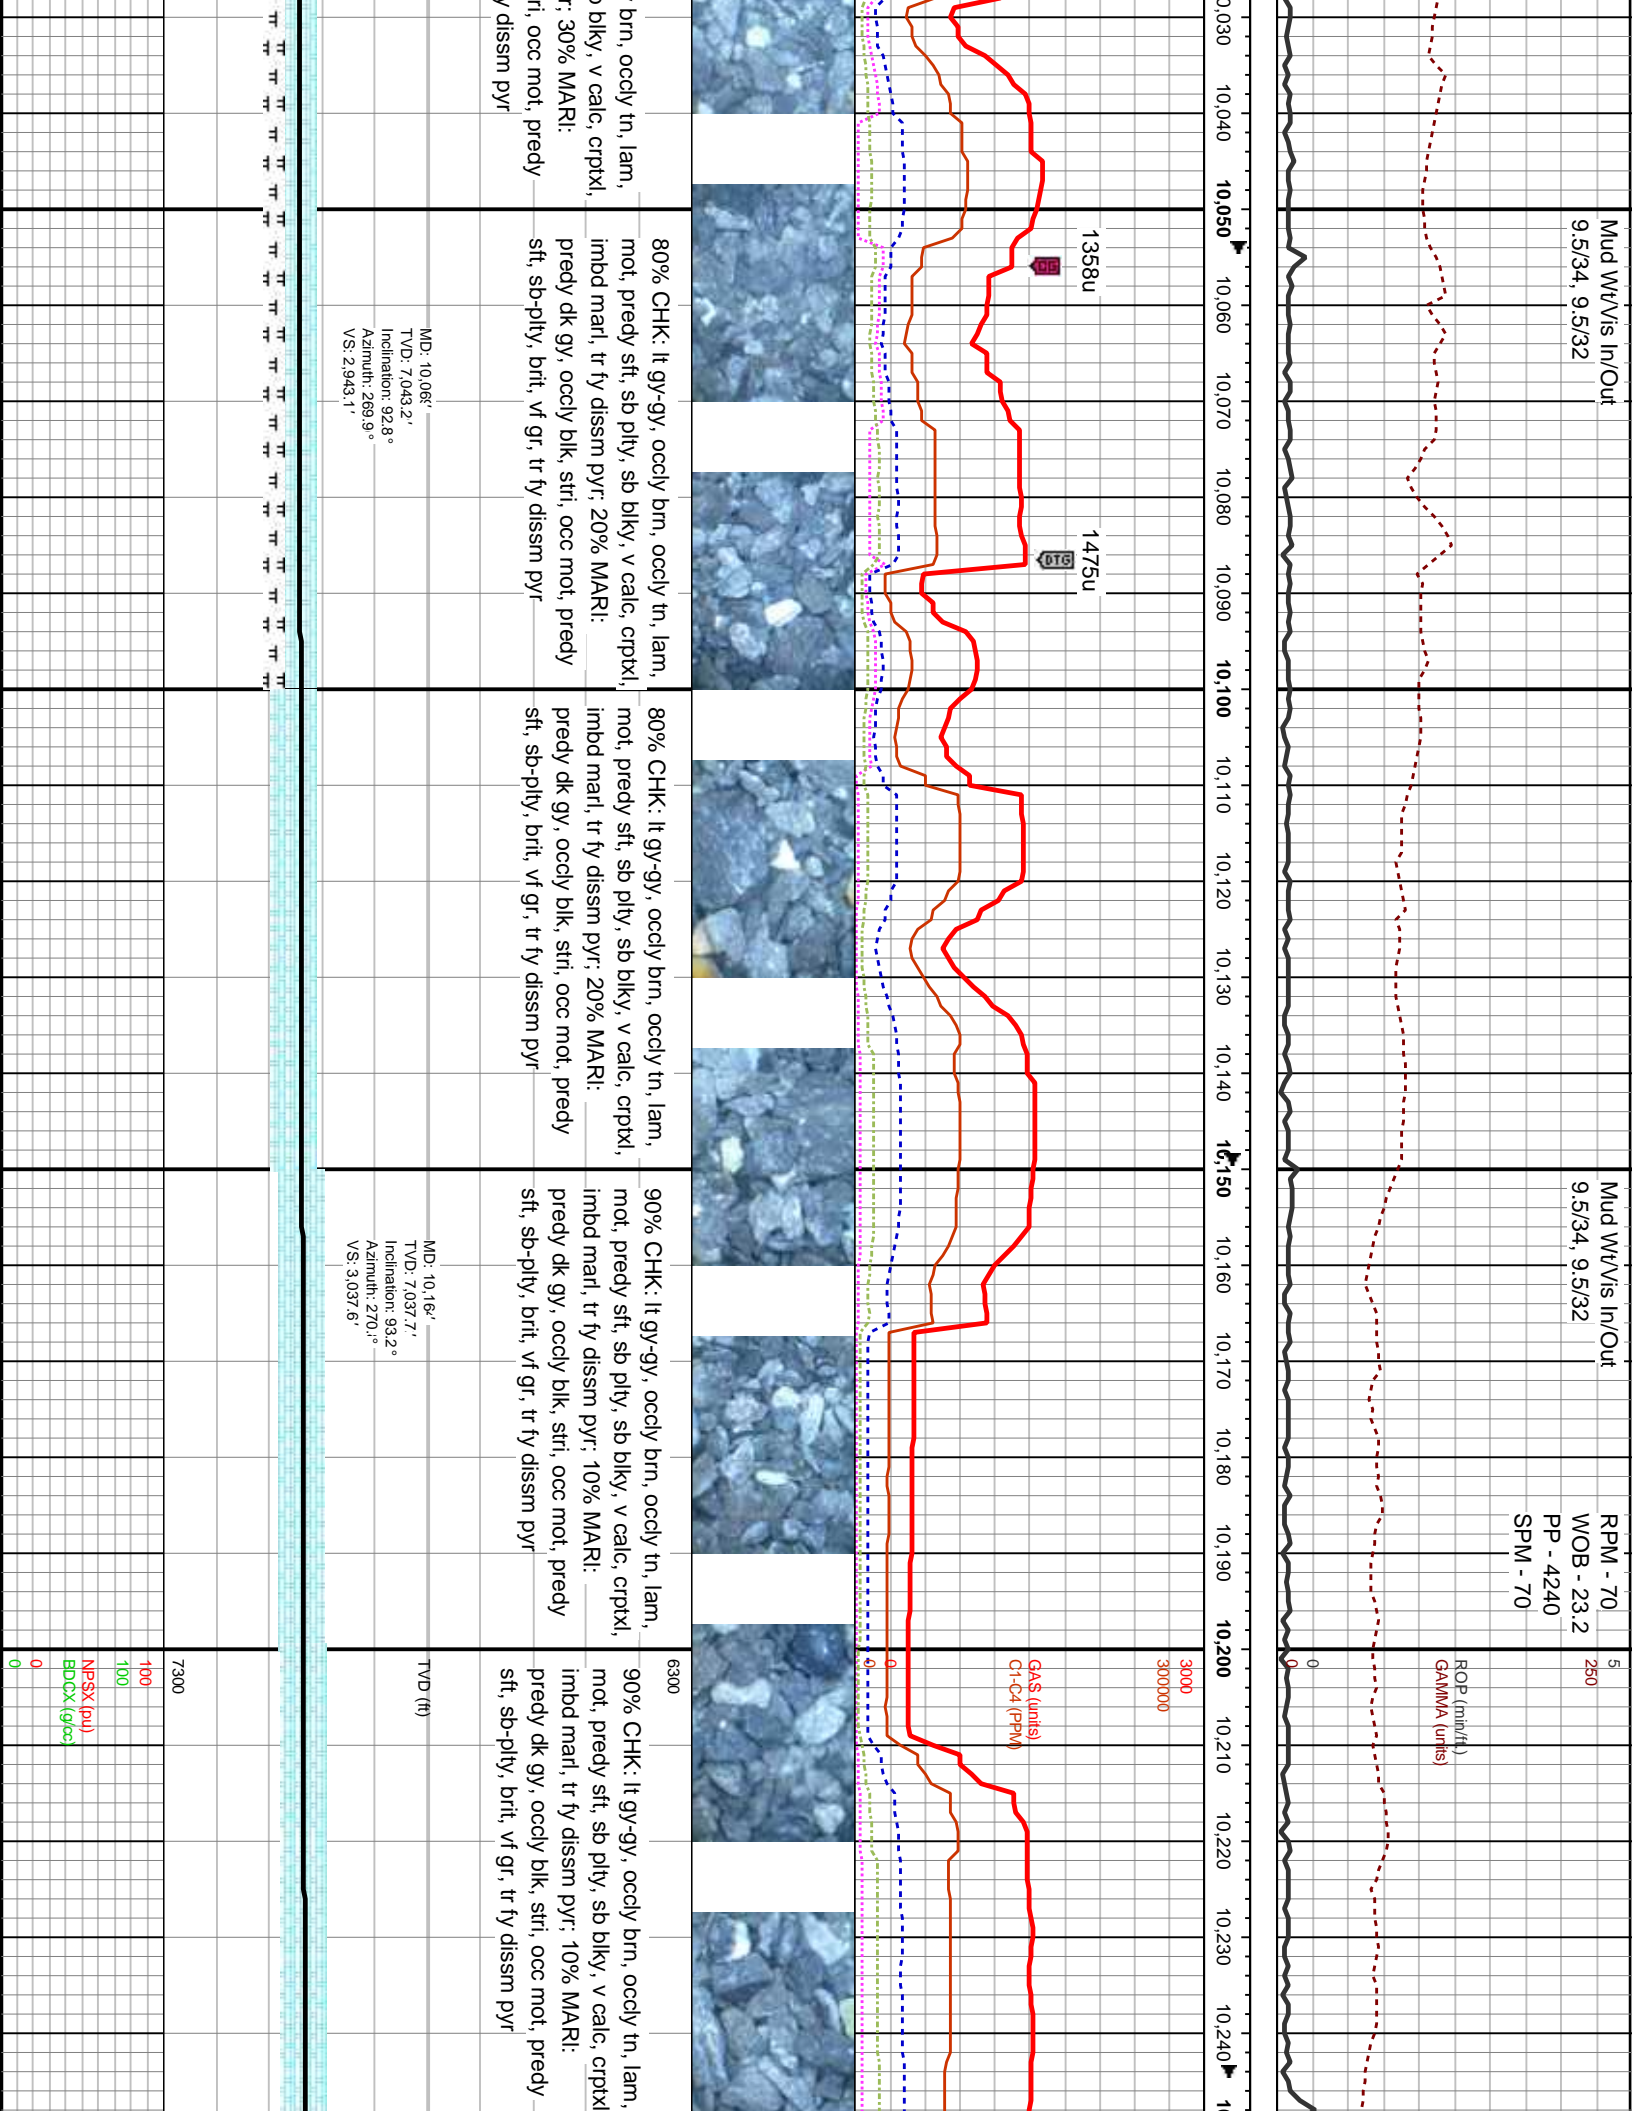 Mud Wt/Vis In/Out
9.5/34, 9.5/32
Mud Wt/Vis In/Out
9.5/34, 9.5/32
RPM - 70
WOB - 23.2
PP - 4240
SPM - 70
5
250
ROP (min/ft)
GAMMA (units)
0
0
10,040
10,050
10,060
10,070
10,080
10,090
10,100
10,110
10,120
10,130
10,140
10,150
10,160
10,170
10,180
10,190
10,200
10,210
10,220
10,230
10,240
1358u
1475u
DTG
3000
300000
GAS (units)
C1-C4 (PPM)
0
0
brn, occly tn, lam,
blky, v calc, crptxl,
30% MARl:
occ mot, predy
dissm pyr
80% CHK: lt gy-gy, occly brn, occly tn, lam,
mot, predy sft, sb plty, sb blky, v calc, crptxl,
imbd marl, tr fy dissm pyr; 20% MARl:
predy dk gy, occly blk, stri, occ mot, predy
sft, sb-plty, brit, vf gr, tr fy dissm pyr
80% CHK: lt gy-gy, occly brn, occly tn, lam,
mot, predy sft, sb plty, sb blky, v calc, crptxl,
imbd marl, tr fy dissm pyr; 20% MARl:
predy dk gy, occly blk, stri, occ mot, predy
sft, sb-plty, brit, vf gr, tr fy dissm pyr
90% CHK: lt gy-gy, occly brn, occly tn, lam,
mot, predy sft, sb plty, sb blky, v calc, crptxl,
imbd marl, tr fy dissm pyr; 10% MARl:
predy dk gy, occly blk, stri, occ mot, predy
sft, sb-plty, brit, vf gr, tr fy dissm pyr
90% CHK: lt gy-gy, occly brn, occly tn, lam,
mot, predy sft, sb plty, sb blky, v calc, crptxl
imbd marl, tr fy dissm pyr; 10% MARl:
predy dk gy, occly blk, stri, occ mot, predy
sft, sb-plty, brit, vf gr, tr fy dissm pyr
MD:
TVD: 7,043.2'
Inclination: 92.8°
Azimuth: 269.9°
VS: 2,943.1'
MD:
TVD: 7,037.7'
Inclination: 93.2°
Azimuth:
VS: 3,037.6'
6300
TVD (ft)
7300
100
100
NPSX (pu)
BDCX (g/cc)
0
0